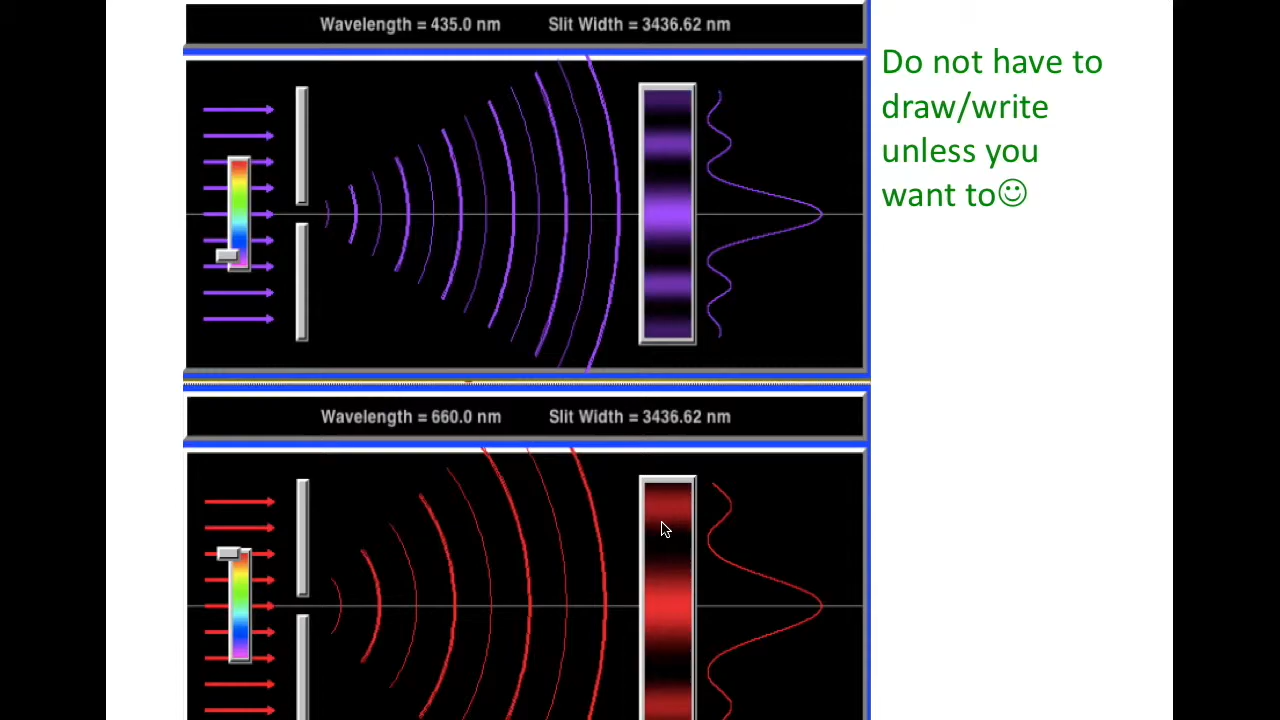 Wavelength = 435.0 nm Slit Width = 3436.62 nm
Do not have to
draw/write
unless you
want to☺
Wavelength = 660.0 nm Slit Width = 3436.62 nm